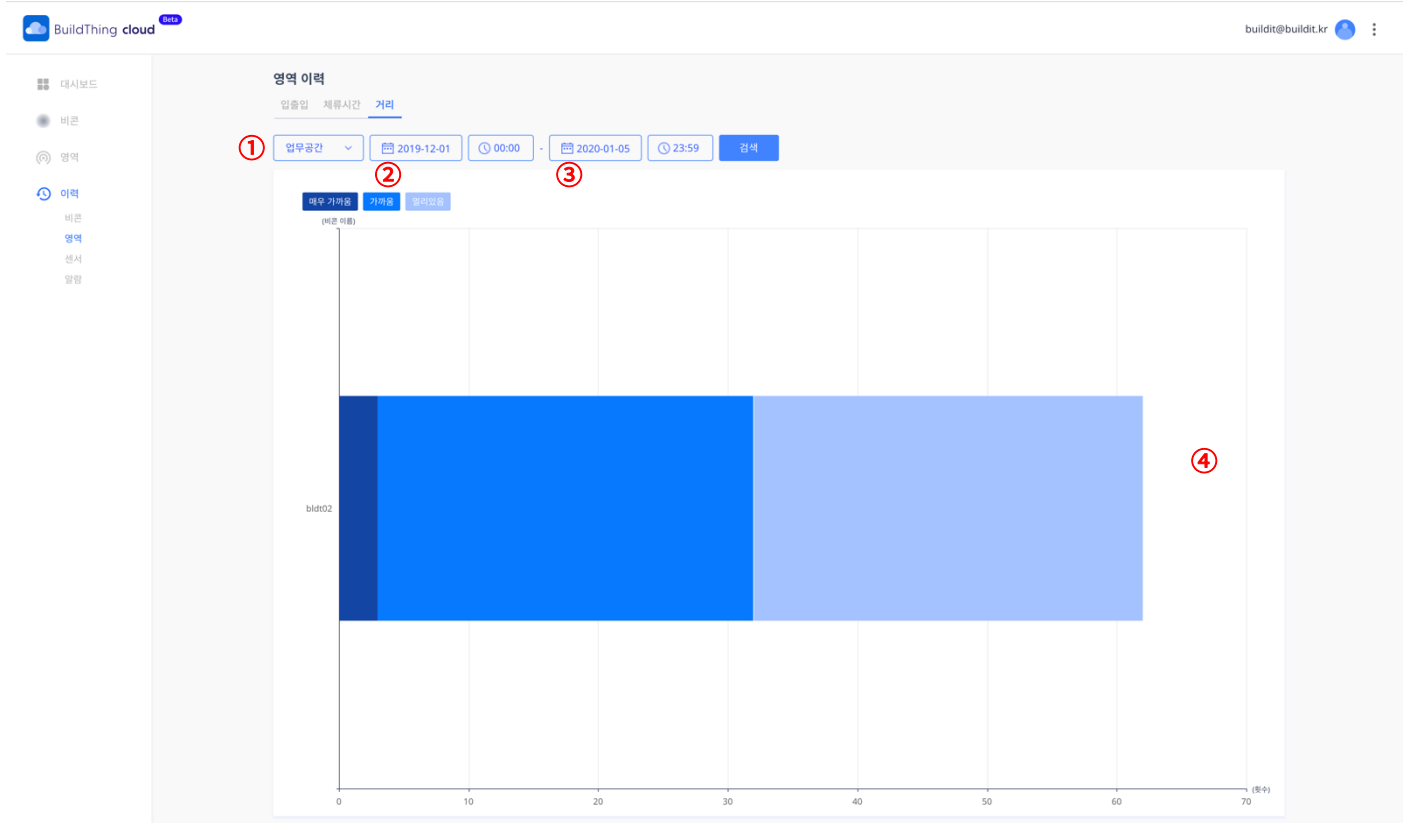 BuildThing cloud Beta
buildit@buildit.kr
대시보드
비콘
영역
이력
비콘
영역
센서
알람
영역 이력
입출입 체류시간 거리
① 업무공간 2019-12-01 00:00 - 2020-01-05 23:59 검색
② ③
매우 가까움 가까움 멀리있음
(비콘 이름)
④
bldt02
0 10 20 30 40 50 60 70
(횟수)